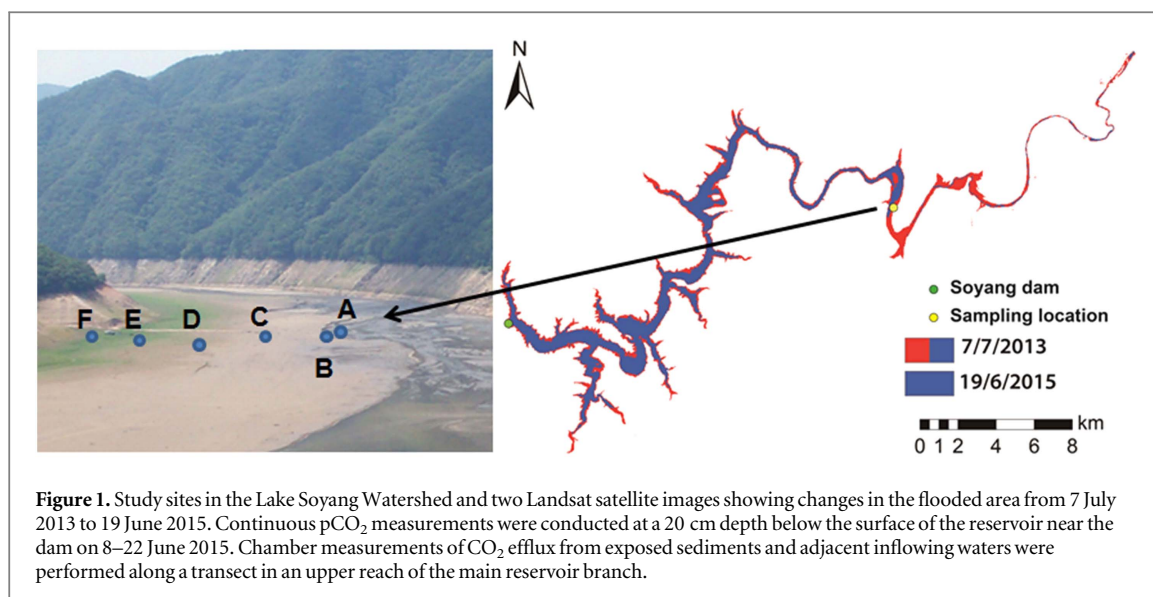 N
F
E
D
C
A
B
Soyang dam
Sampling location
7/7/2013
19/6/2015
km
0 1 2 4 6 8
Figure 1. Study sites in the Lake Soyang Watershed and two Landsat satellite images showing changes in the flooded area from 7 July
2013 to 19 June 2015. Continuous pCO₂ measurements were conducted at a 20 cm depth below the surface of the reservoir near the
dam on 8–22 June 2015. Chamber measurements of CO₂ efflux from exposed sediments and adjacent inflowing waters were
performed along a transect in an upper reach of the main reservoir branch.